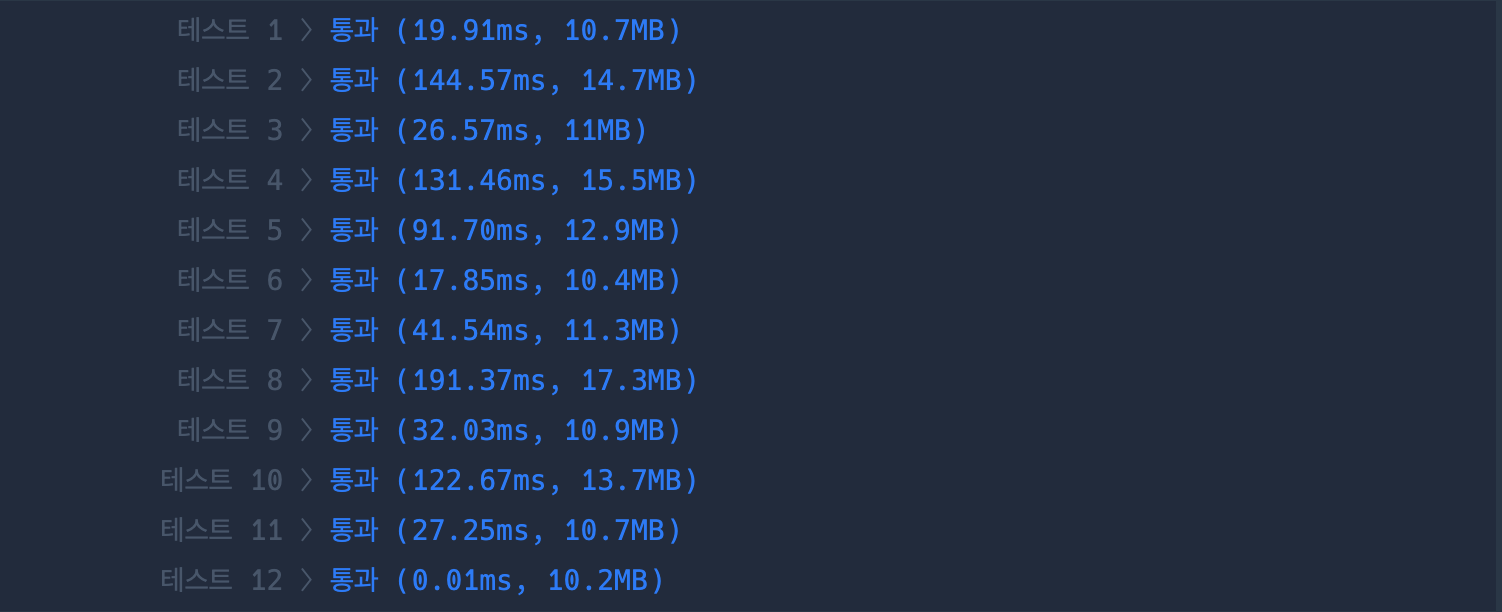 테스트 1 〉 통과 (19.91ms, 10.7MB)
테스트 2 〉 통과 (144.57ms, 14.7MB)
테스트 3 〉 통과 (26.57ms, 11MB)
테스트 4 〉 통과 (131.46ms, 15.5MB)
테스트 5 〉 통과 (91.70ms, 12.9MB)
테스트 6 〉 통과 (17.85ms, 10.4MB)
테스트 7 〉 통과 (41.54ms, 11.3MB)
테스트 8 〉 통과 (191.37ms, 17.3MB)
테스트 9 〉 통과 (32.03ms, 10.9MB)
테스트 10 〉 통과 (122.67ms, 13.7MB)
테스트 11 〉 통과 (27.25ms, 10.7MB)
테스트 12 〉 통과 (0.01ms, 10.2MB)